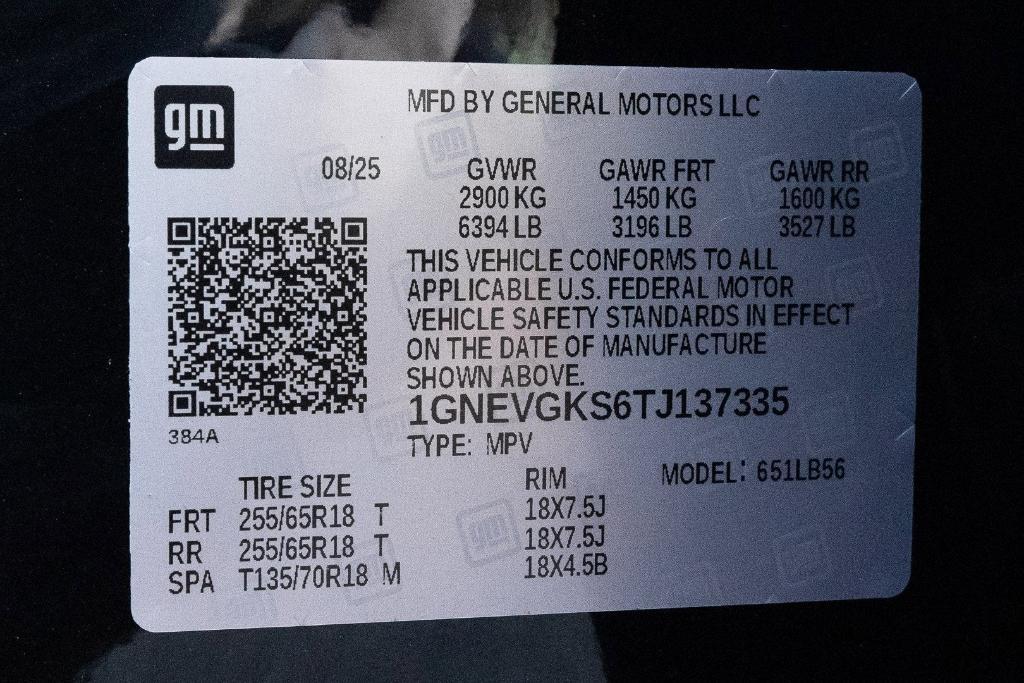 gm
MFD BY GENERAL MOTORS LLC
08/25 GVWR GAWR FRT GAWR RR
2900 KG 1450 KG 1600 KG
6394 LB 3196 LB 3527 LB
THIS VEHICLE CONFORMS TO ALL
APPLICABLE U.S. FEDERAL MOTOR
VEHICLE SAFETY STANDARDS IN EFFECT
ON THE DATE OF MANUFACTURE
SHOWN ABOVE.
1GNEVGKS6TJ137335
384A
TYPE: MPV
MODEL: 651LB56
TIRE SIZE RIM
FRT 255/65R18 T 18X7.5J
RR 255/65R18 T 18X7.5J
SPA T135/70R18 M 18X4.5B